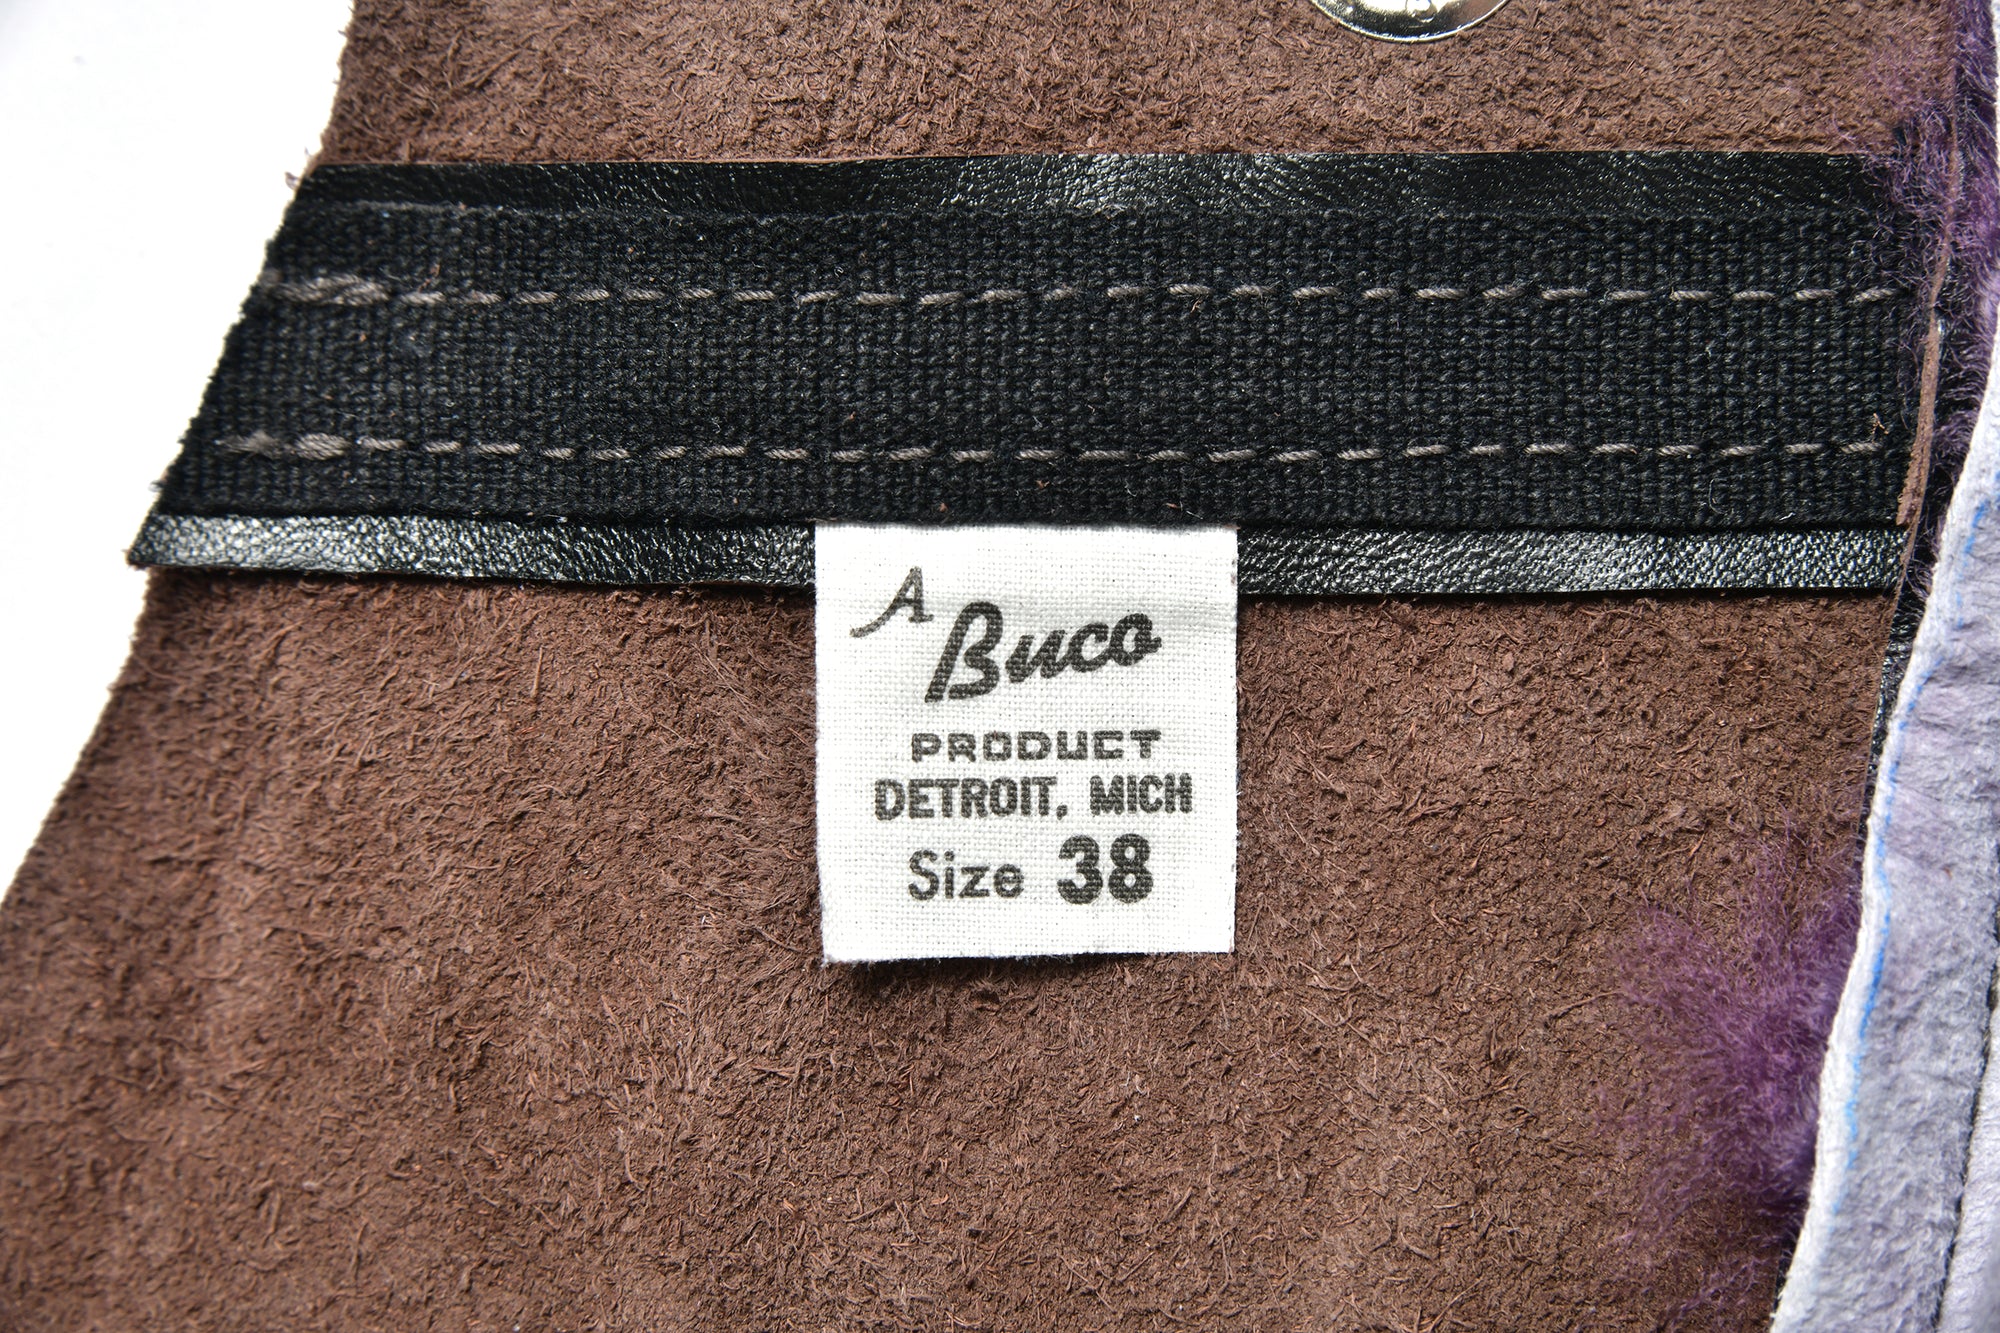 A
Buco
PRODUCT
DETROIT, MICH
Size 38